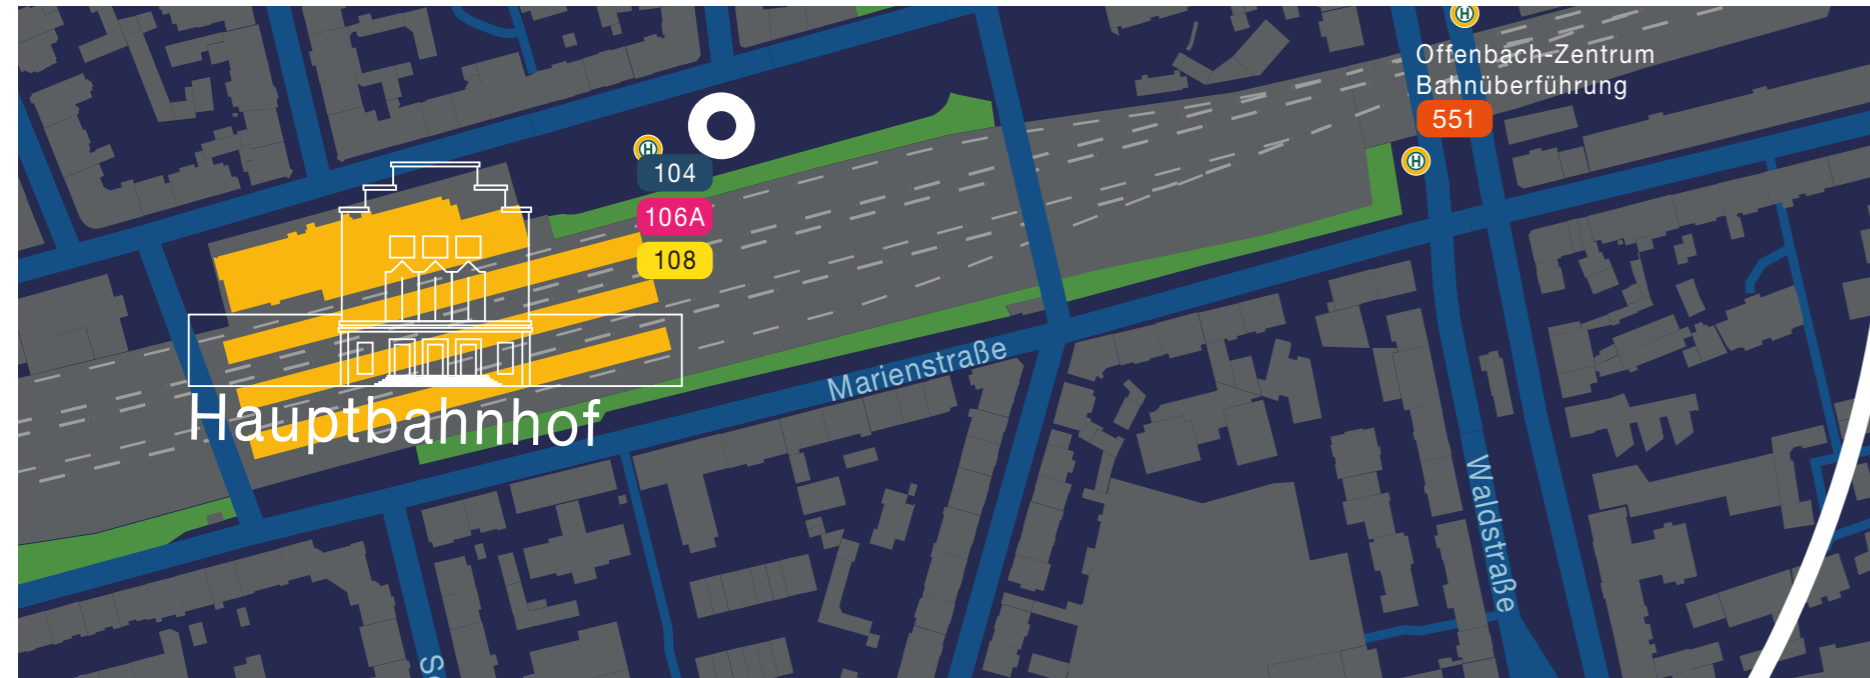 H
Offenbach-Zentrum
Bahnüberführung
551
H
H
104
106A
108
Hauptbahnhof
Marienstraße
Waldstraße